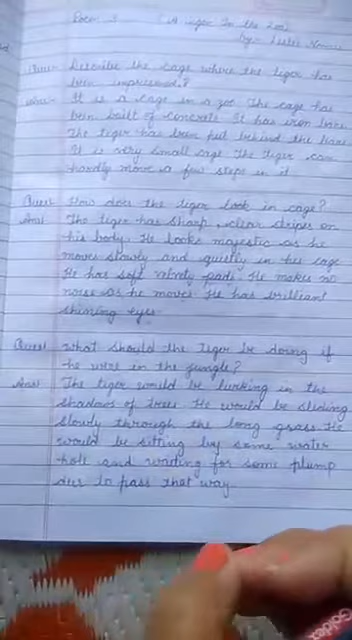 Poem 3 A tiger In the zoo
by:- Leslie Norris
Ques:- Describe the cage where the tiger has
been imprisoned?
Ans:- It is a cage in a zoo. The cage has
been built of concrete. It has iron bars.
The tiger has been put behind the bars.
It is very small cage. The tiger can
hardly move a few steps in it.
Ques:- How does the tiger look in cage?
Ans:- The tiger has sharp, clear stripes on
his body. He looks majestic as he
moves slowly and quietly in his cage
He has soft velvety pads. He makes no
noise as he moves. He has brilliant
shining eyes.
Ques:- What should the Tiger be doing if
he were in the jungle?
Ans:- The tiger would be lurking in the
shadows of trees. He would be sliding
slowly through the long grass. He
would be sitting by some water
hole and waiting for some plump
deer to pass that way.